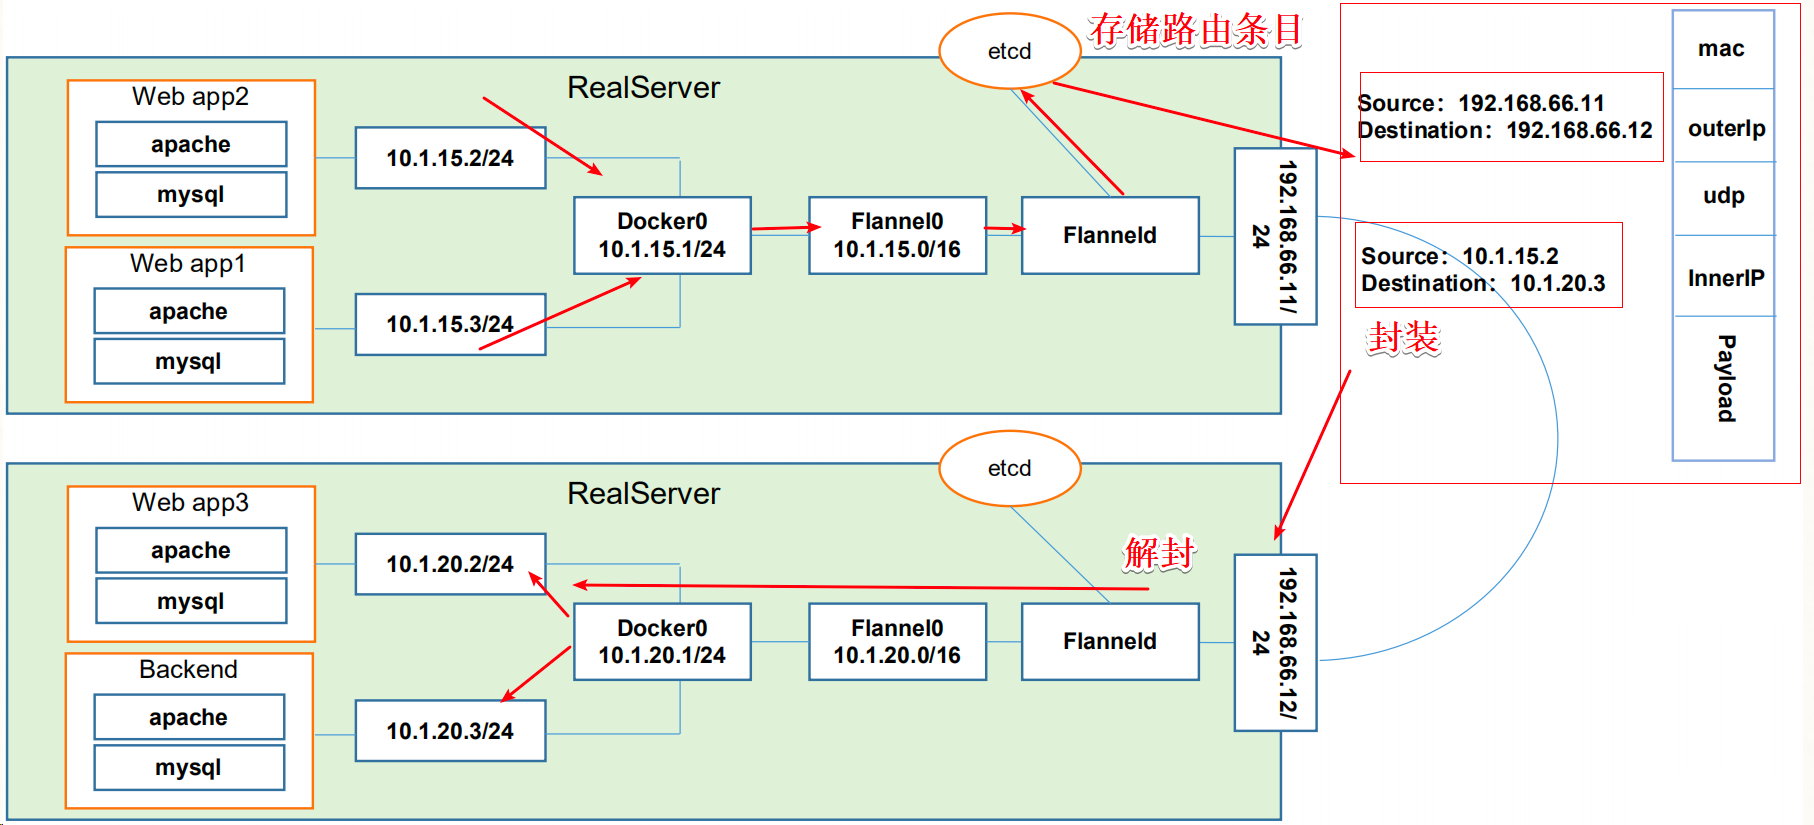 etcd
存储路由条目
RealServer
Web app2
apache
mysql
10.1.15.2/24
Web app1
apache
mysql
10.1.15.3/24
Docker0
10.1.15.1/24
Flannel0
10.1.15.0/16
Flanneld
192.168.66.11/
24
Source：192.168.66.11
Destination：192.168.66.12
Source：10.1.15.2
Destination：10.1.20.3
封装
mac
outerIp
udp
InnerIP
Payload
etcd
RealServer
Web app3
apache
mysql
10.1.20.2/24
Backend
apache
mysql
10.1.20.3/24
解封
Docker0
10.1.20.1/24
Flannel0
10.1.20.0/16
Flanneld
192.168.66.12/
24